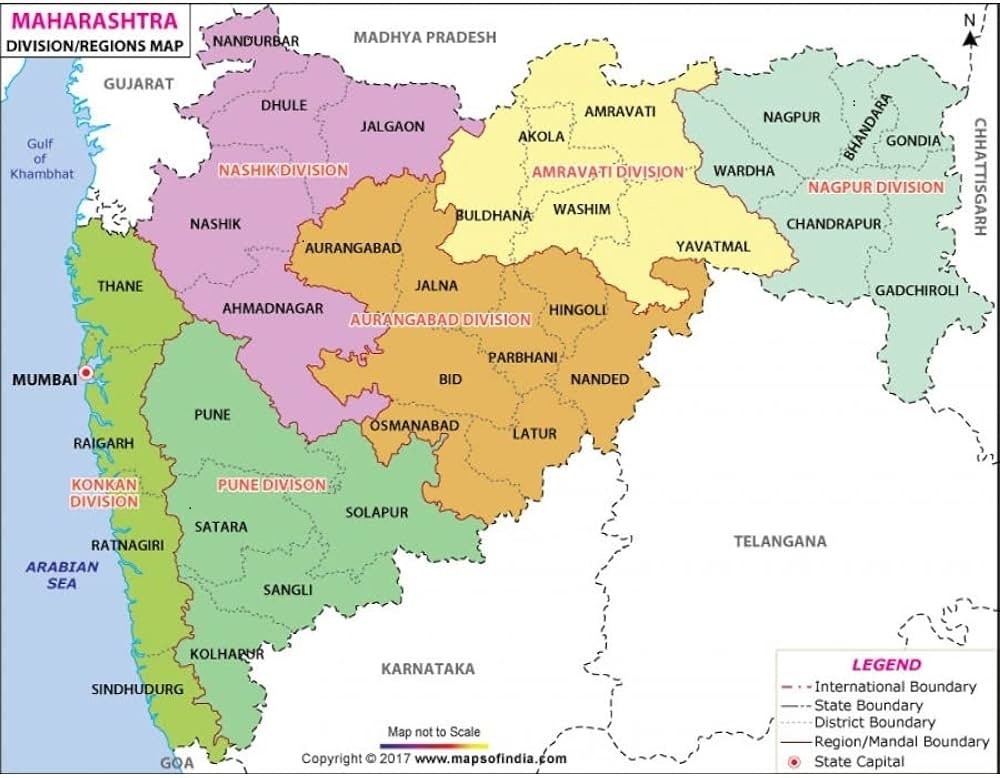 MAHARASHTRA
DIVISION/REGIONS MAP
NANDURBAR
MADHYA PRADESH
N
GUJARAT
DHULE
JALGAON
AKOLA
AMRAVATI
NAGPUR
BHANDARA
GONDIA
CHHATTISGARH
Gulf
of
Khambhat
NASHIK DIVISION
AMRAVATI DIVISION
WARDHA
NAGPUR DIVISION
NASHIK
BULDHANA
WASHIM
CHANDRAPUR
AURANGABAD
YAVATMAL
THANE
JALNA
GADCHIROLI
AHMADNAGAR
AURANGABAD DIVISION
HINGOLI
PARBHANI
MUMBAI
BID
NANDED
PUNE
OSMANABAD
LATUR
RAIGARH
KONKAN
DIVISION
PUNE DIVISON
SOLAPUR
SATARA
RATNAGIRI
TELANGANA
ARABIAN
SEA
SANGLI
KOLHAPUR
KARNATAKA
SINDHUDURG
GOA
LEGEND
International Boundary
State Boundary
District Boundary
Region/Mandal Boundary
State Capital
Map not to Scale
Copyright © 2017 www.mapsofindia.com